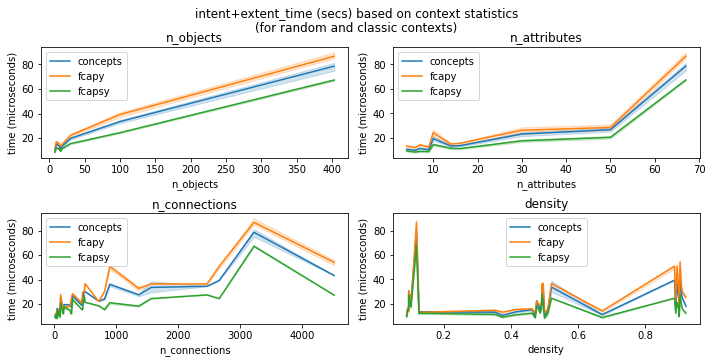 intent+extent_time (secs) based on context statistics
(for random and classic contexts)
n_objects
time (microseconds)
80
60
40
20
concepts
fcapy
fcapsy
0
50
100
150
200
250
300
350
400
n_objects
n_attributes
time (microseconds)
80
60
40
20
concepts
fcapy
fcapsy
10
20
30
40
50
60
70
n_attributes
n_connections
time (microseconds)
80
60
40
20
concepts
fcapy
fcapsy
0
1000
2000
3000
4000
n_connections
density
time (microseconds)
80
60
40
20
concepts
fcapy
fcapsy
0.2
0.4
0.6
0.8
density